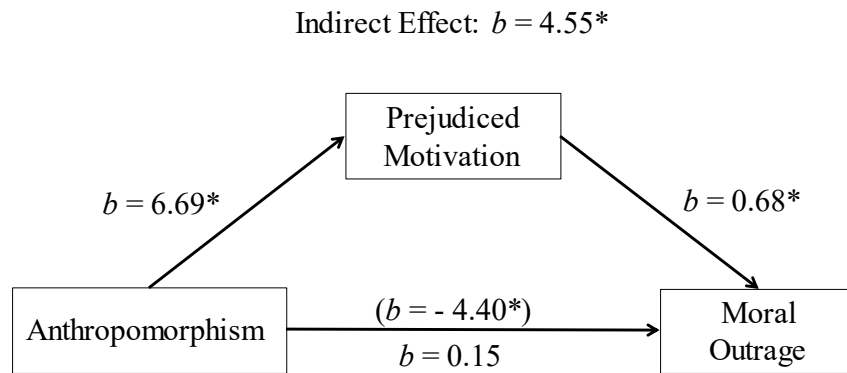 Indirect Effect: b = 4.55*
Prejudiced
Motivation
b = 6.69*
b = 0.68*
Anthropomorphism
(b = - 4.40*)
b = 0.15
Moral
Outrage